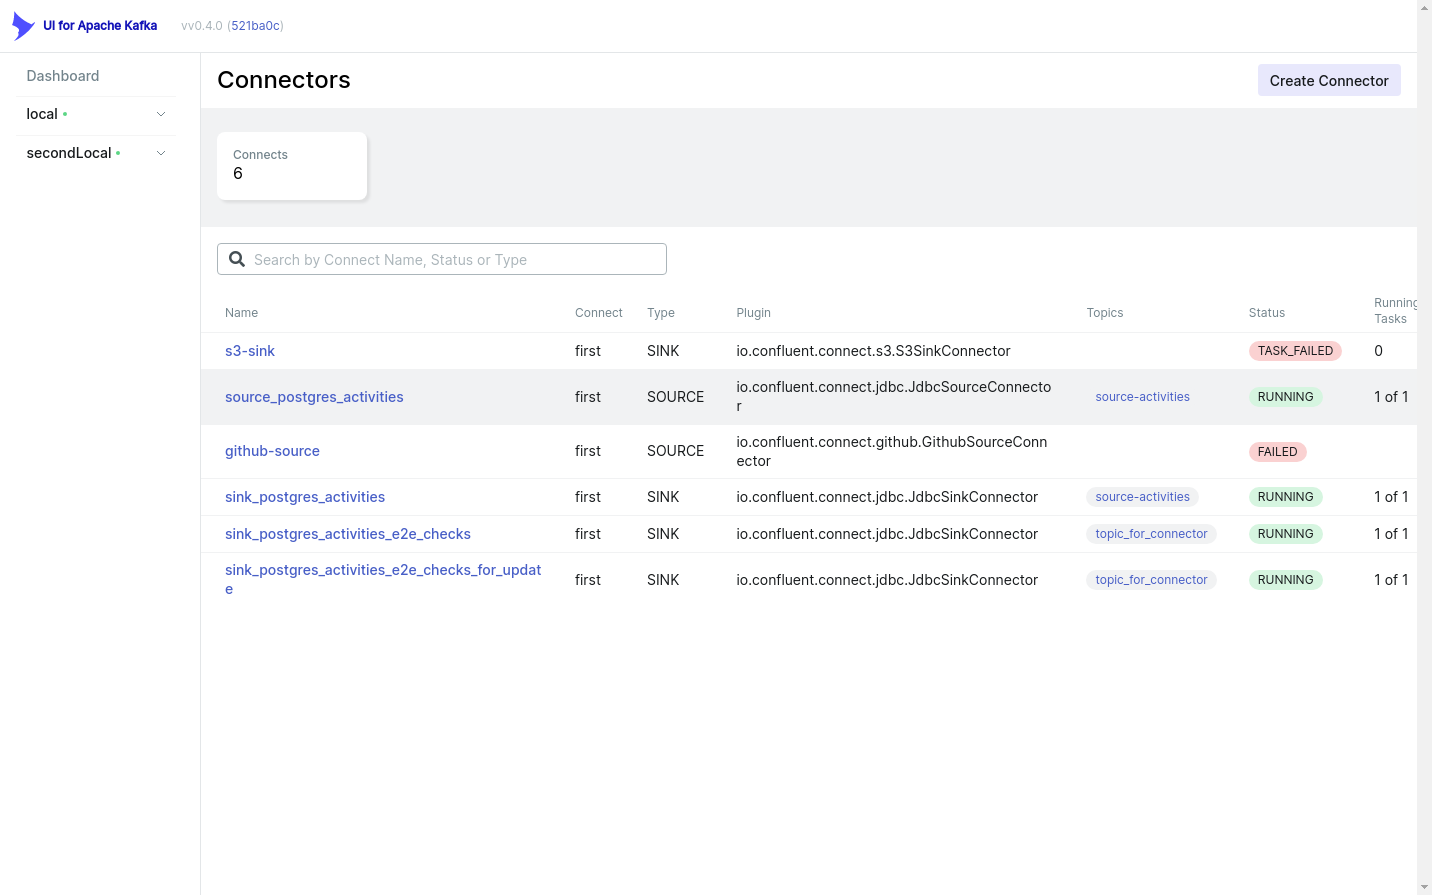 UI for Apache Kafka vv0.4.0 (521ba0c)
Dashboard
local
secondLocal
Connectors
Create Connector
Connects
6
Search by Connect Name, Status or Type
Name Connect Type Plugin Topics Status Running
Tasks
s3-sink first SINK io.confluent.connect.s3.S3SinkConnector TASK_FAILED 0
source_postgres_activities first SOURCE io.confluent.connect.jdbc.JdbcSourceConnecto
r source-activities RUNNING 1 of 1
github-source first SOURCE io.confluent.connect.github.GithubSourceConn
ector FAILED
sink_postgres_activities first SINK io.confluent.connect.jdbc.JdbcSinkConnector source-activities RUNNING 1 of 1
sink_postgres_activities_e2e_checks first SINK io.confluent.connect.jdbc.JdbcSinkConnector topic_for_connector RUNNING 1 of 1
sink_postgres_activities_e2e_checks_for_updat
e first SINK io.confluent.connect.jdbc.JdbcSinkConnector topic_for_connector RUNNING 1 of 1